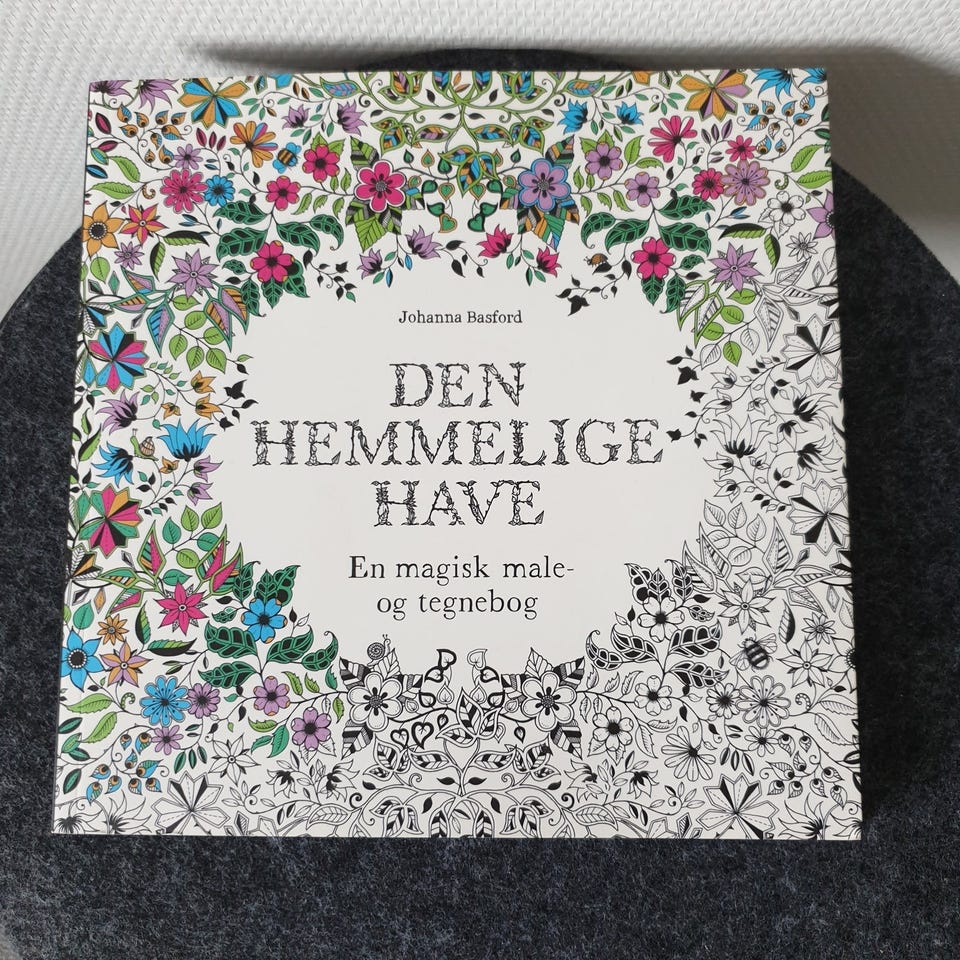 Johanna Basford
DEN
HEMMELIGE
HAVE
En magisk male-
og tegnebog